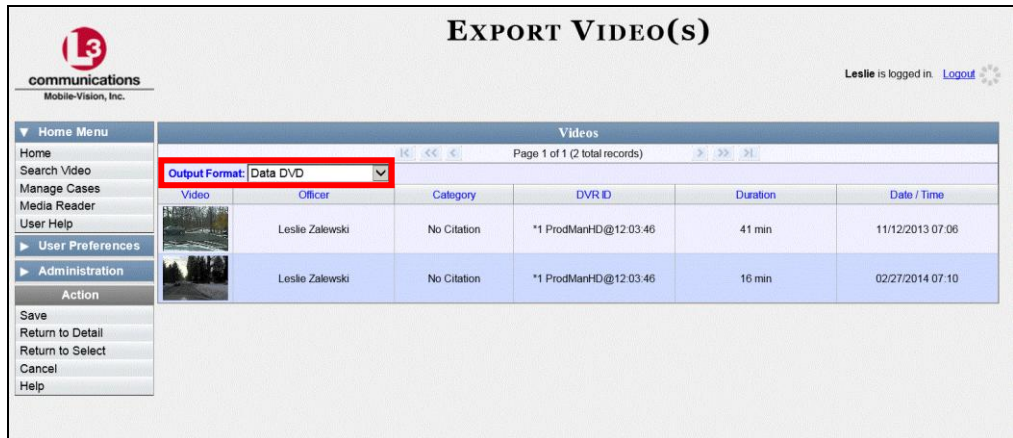 EXPORT VIDEO(S)
L3
communications
Mobile-Vision, Inc.
Leslie is logged in. Logout
▼ Home Menu
Home
Search Video
Manage Cases
Media Reader
User Help
▶ User Preferences
▶ Administration
Action
Save
Return to Detail
Return to Select
Cancel
Help
Videos
Page 1 of 1 (2 total records)
Output Format: Data DVD
Video Officer Category DVR ID Duration Date / Time
Leslie Zalewski No Citation *1 ProdManHD@12:03:46 41 min 11/12/2013 07:06
Leslie Zalewski No Citation *1 ProdManHD@12:03:46 16 min 02/27/2014 07:10